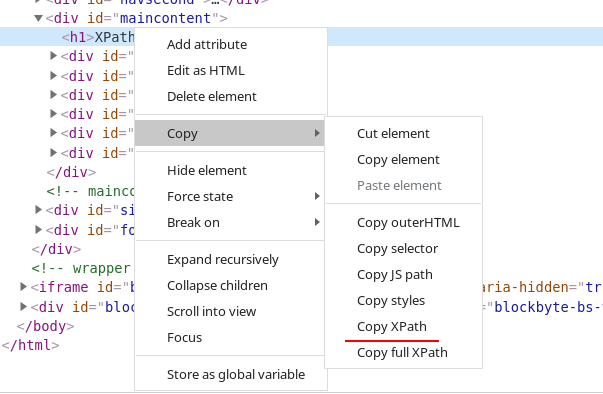 <div id="navsecond">…</div>
<div id="maincontent">
<h1>XPath
<div id="
<div id="
<div id="
<div id="
<div id="
<div id="
</div>
<!-- mainco
<div id="si
<div id="fo
</div>
<!-- wrapper
<iframe id="b
aria-hidden="tr
<div id="bloc
="blockbyte-bs-
</body>
</html>
Add attribute
Edit as HTML
Delete element
Copy
Hide element
Force state
Break on
Expand recursively
Collapse children
Scroll into view
Focus
Store as global variable
Cut element
Copy element
Paste element
Copy outerHTML
Copy selector
Copy JS path
Copy styles
Copy XPath
Copy full XPath